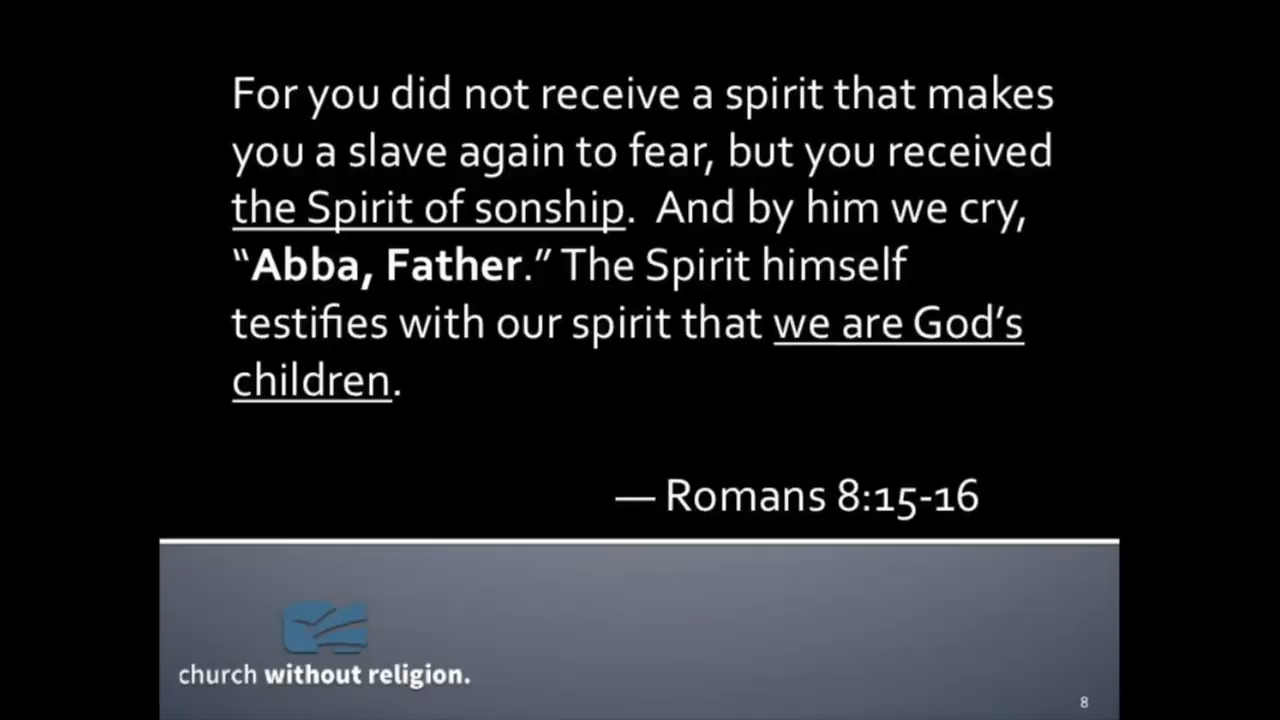 For you did not receive a spirit that makes
you a slave again to fear, but you received
the Spirit of sonship.  And by him we cry,
“Abba, Father.” The Spirit himself
testifies with our spirit that we are God’s
children.
— Romans 8:15-16
church without religion.
8